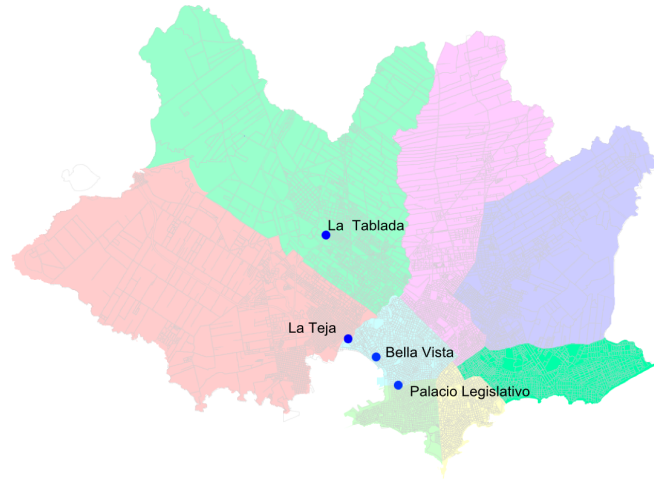 La  Tablada
La Teja
Bella Vista
Palacio Legislativo